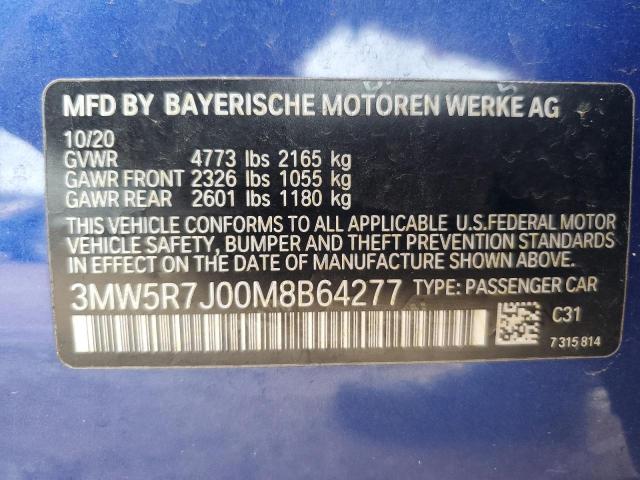 MFD BY BAYERISCHE MOTOREN WERKE AG
10/20
GVWR 4773 lbs 2165 kg
GAWR FRONT 2326 lbs 1055 kg
GAWR REAR 2601 lbs 1180 kg
THIS VEHICLE CONFORMS TO ALL APPLICABLE U.S.FEDERAL MOTOR
VEHICLE SAFETY, BUMPER AND THEFT PREVENTION STANDARDS
IN EFFECT ON THE DATE OF MANUFACTURE SHOWN ABOVE.
3MW5R7J00M8B64277 TYPE: PASSENGER CAR
C31
7 315 814